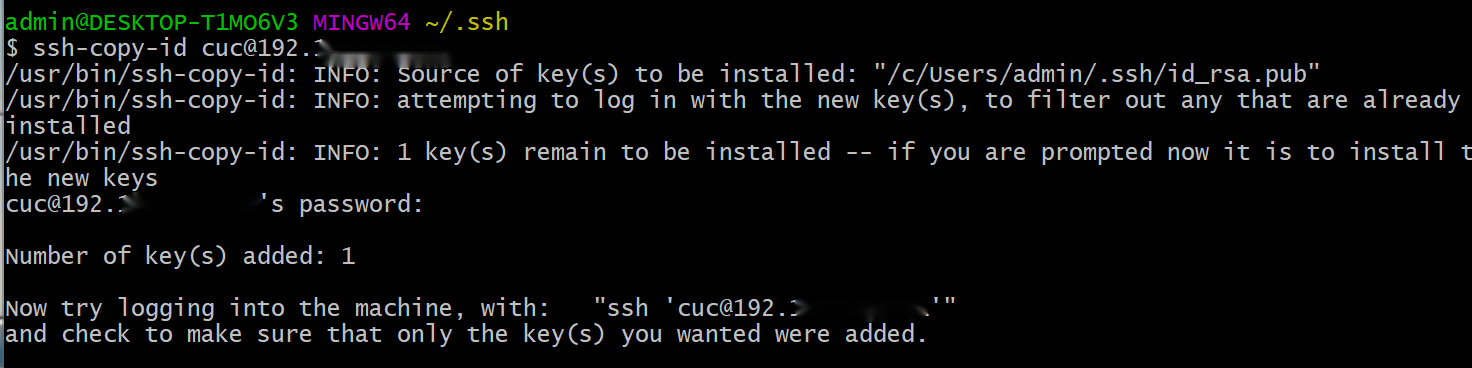 admin@DESKTOP-T1MO6V3 MINGW64 ~/.ssh
$ ssh-copy-id cuc@192.1
/usr/bin/ssh-copy-id: INFO: Source of key(s) to be installed: "/c/Users/admin/.ssh/id_rsa.pub"
/usr/bin/ssh-copy-id: INFO: attempting to log in with the new key(s), to filter out any that are already
installed
/usr/bin/ssh-copy-id: INFO: 1 key(s) remain to be installed -- if you are prompted now it is to install t
he new keys
cuc@192.1 's password:
Number of key(s) added: 1
Now try logging into the machine, with:   "ssh 'cuc@192.1 '"
and check to make sure that only the key(s) you wanted were added.